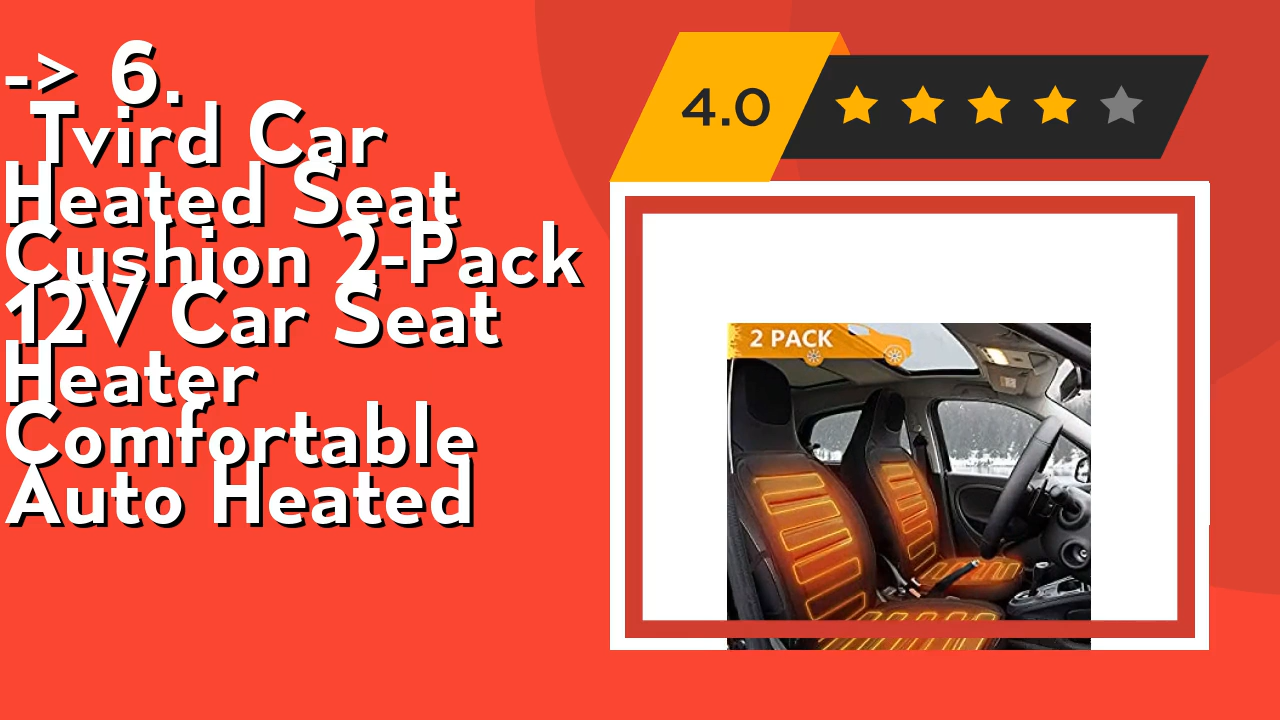 -> 6.
Tvird Car
Heated Seat
Cushion 2-Pack
12V Car Seat
Heater
Comfortable
Auto Heated
4.0
2 PACK